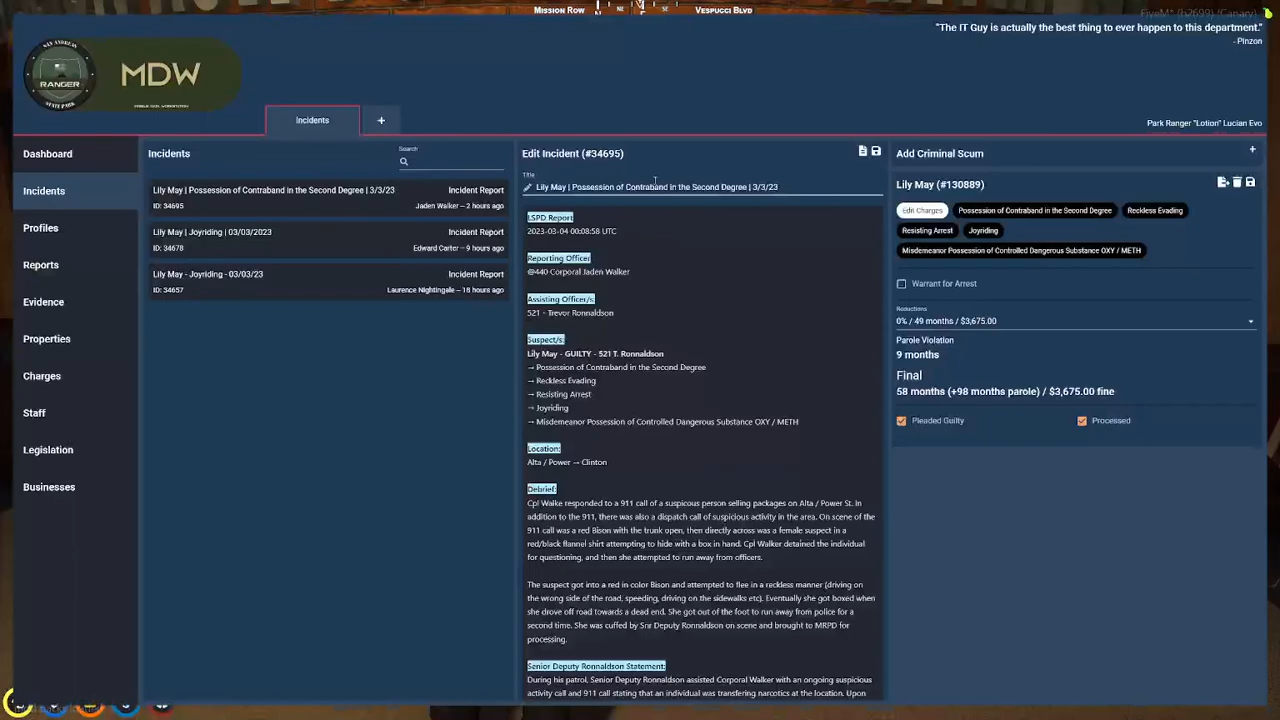 Mission Row
N
NE
E
SE
Vespucci Blvd
FiveM* (b2699) (Canary)
"The IT Guy is actually the best thing to ever happen to this department."
- Pinzon
SAN ANDREAS
RANGER
STATE PARK
MDW
Park Ranger "Lotion" Lucian Evo
Incidents
+
Dashboard
Incidents
Profiles
Reports
Evidence
Properties
Charges
Staff
Legislation
Businesses
Incidents
Search
Lily May | Possession of Contraband in the Second Degree | 3/3/23
Incident Report
ID: 34695
Jaden Walker – 2 hours ago
Lily May | Joyriding | 03/03/2023
Incident Report
ID: 34678
Edward Carter – 9 hours ago
Lily May - Joyriding - 03/03/23
Incident Report
ID: 34657
Laurence Nightingale – 18 hours ago
Edit Incident (#34695)
Title
Lily May | Possession of Contraband in the Second Degree | 3/3/23
LSPD Report
2023-03-04 00:08:58 UTC
Reporting Officer
@440 Corporal Jaden Walker
Assisting Officer/s:
521 - Trevor Ronnaldson
Suspect/s:
Lily May - GUILTY - 521 T. Ronnaldson
→ Possession of Contraband in the Second Degree
→ Reckless Evading
→ Resisting Arrest
→ Joyriding
→ Misdemeanor Possession of Controlled Dangerous Substance OXY / METH
Location:
Alta / Power → Clinton
Debrief:
Cpl Walke responded to a 911 call of a suspicous person selling packages on Alta / Power St. In
addition to the 911, there was also a dispatch call of suspicious activity in the area. On scene of the
911 call was a red Bison with the trunk open, then directly across was a female suspect in a
red/black flannel shirt attempting to hide with a box in hand. Cpl Walker detained the individual
for questioning, and then she attempted to run away from officers.
The suspect got into a red in color Bison and attempted to flee in a reckless manner (driving on
the wrong side of the road, speeding, driving on the sidewalks etc). Eventually she got boxed when
she drove off road towards a dead end. She got out of the foot to run away from police for a
second time. She was cuffed by Snr Deputy Ronnaldson on scene and brought to MRPD for
processing.
Senior Deputy Ronnaldson Statement:
During his patrol, Senior Deputy Ronnaldson assisted Corporal Walker with an ongoing suspicious
activity call and 911 call stating that an individual was transfering narcotics at the location. Upon
Add Criminal Scum
+
Lily May (#130889)
Edit Charges
Possession of Contraband in the Second Degree
Reckless Evading
Resisting Arrest
Joyriding
Misdemeanor Possession of Controlled Dangerous Substance OXY / METH
Warrant for Arrest
Reductions
0% / 49 months / $3,675.00
Parole Violation
9 months
Final
58 months (+98 months parole) / $3,675.00 fine
Pleaded Guilty
Processed